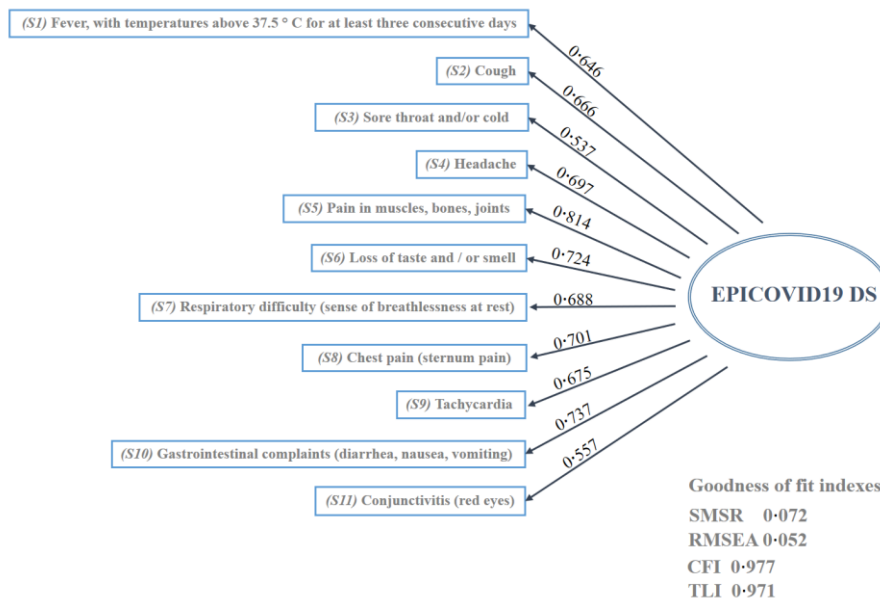 (S1) Fever, with temperatures above 37.5 ° C for at least three consecutive days
0·646
(S2) Cough
0·666
(S3) Sore throat and/or cold
0·537
(S4) Headache
0·697
(S5) Pain in muscles, bones, joints
0·814
(S6) Loss of taste and / or smell
0·724
(S7) Respiratory difficulty (sense of breathlessness at rest)
0·688
EPICOVID19 DS
(S8) Chest pain (sternum pain)
0·701
(S9) Tachycardia
0·675
(S10) Gastrointestinal complaints (diarrhea, nausea, vomiting)
0·737
(S11) Conjunctivitis (red eyes)
0·557
Goodness of fit indexes
SMSR 0·072
RMSEA 0·052
CFI 0·977
TLI 0·971